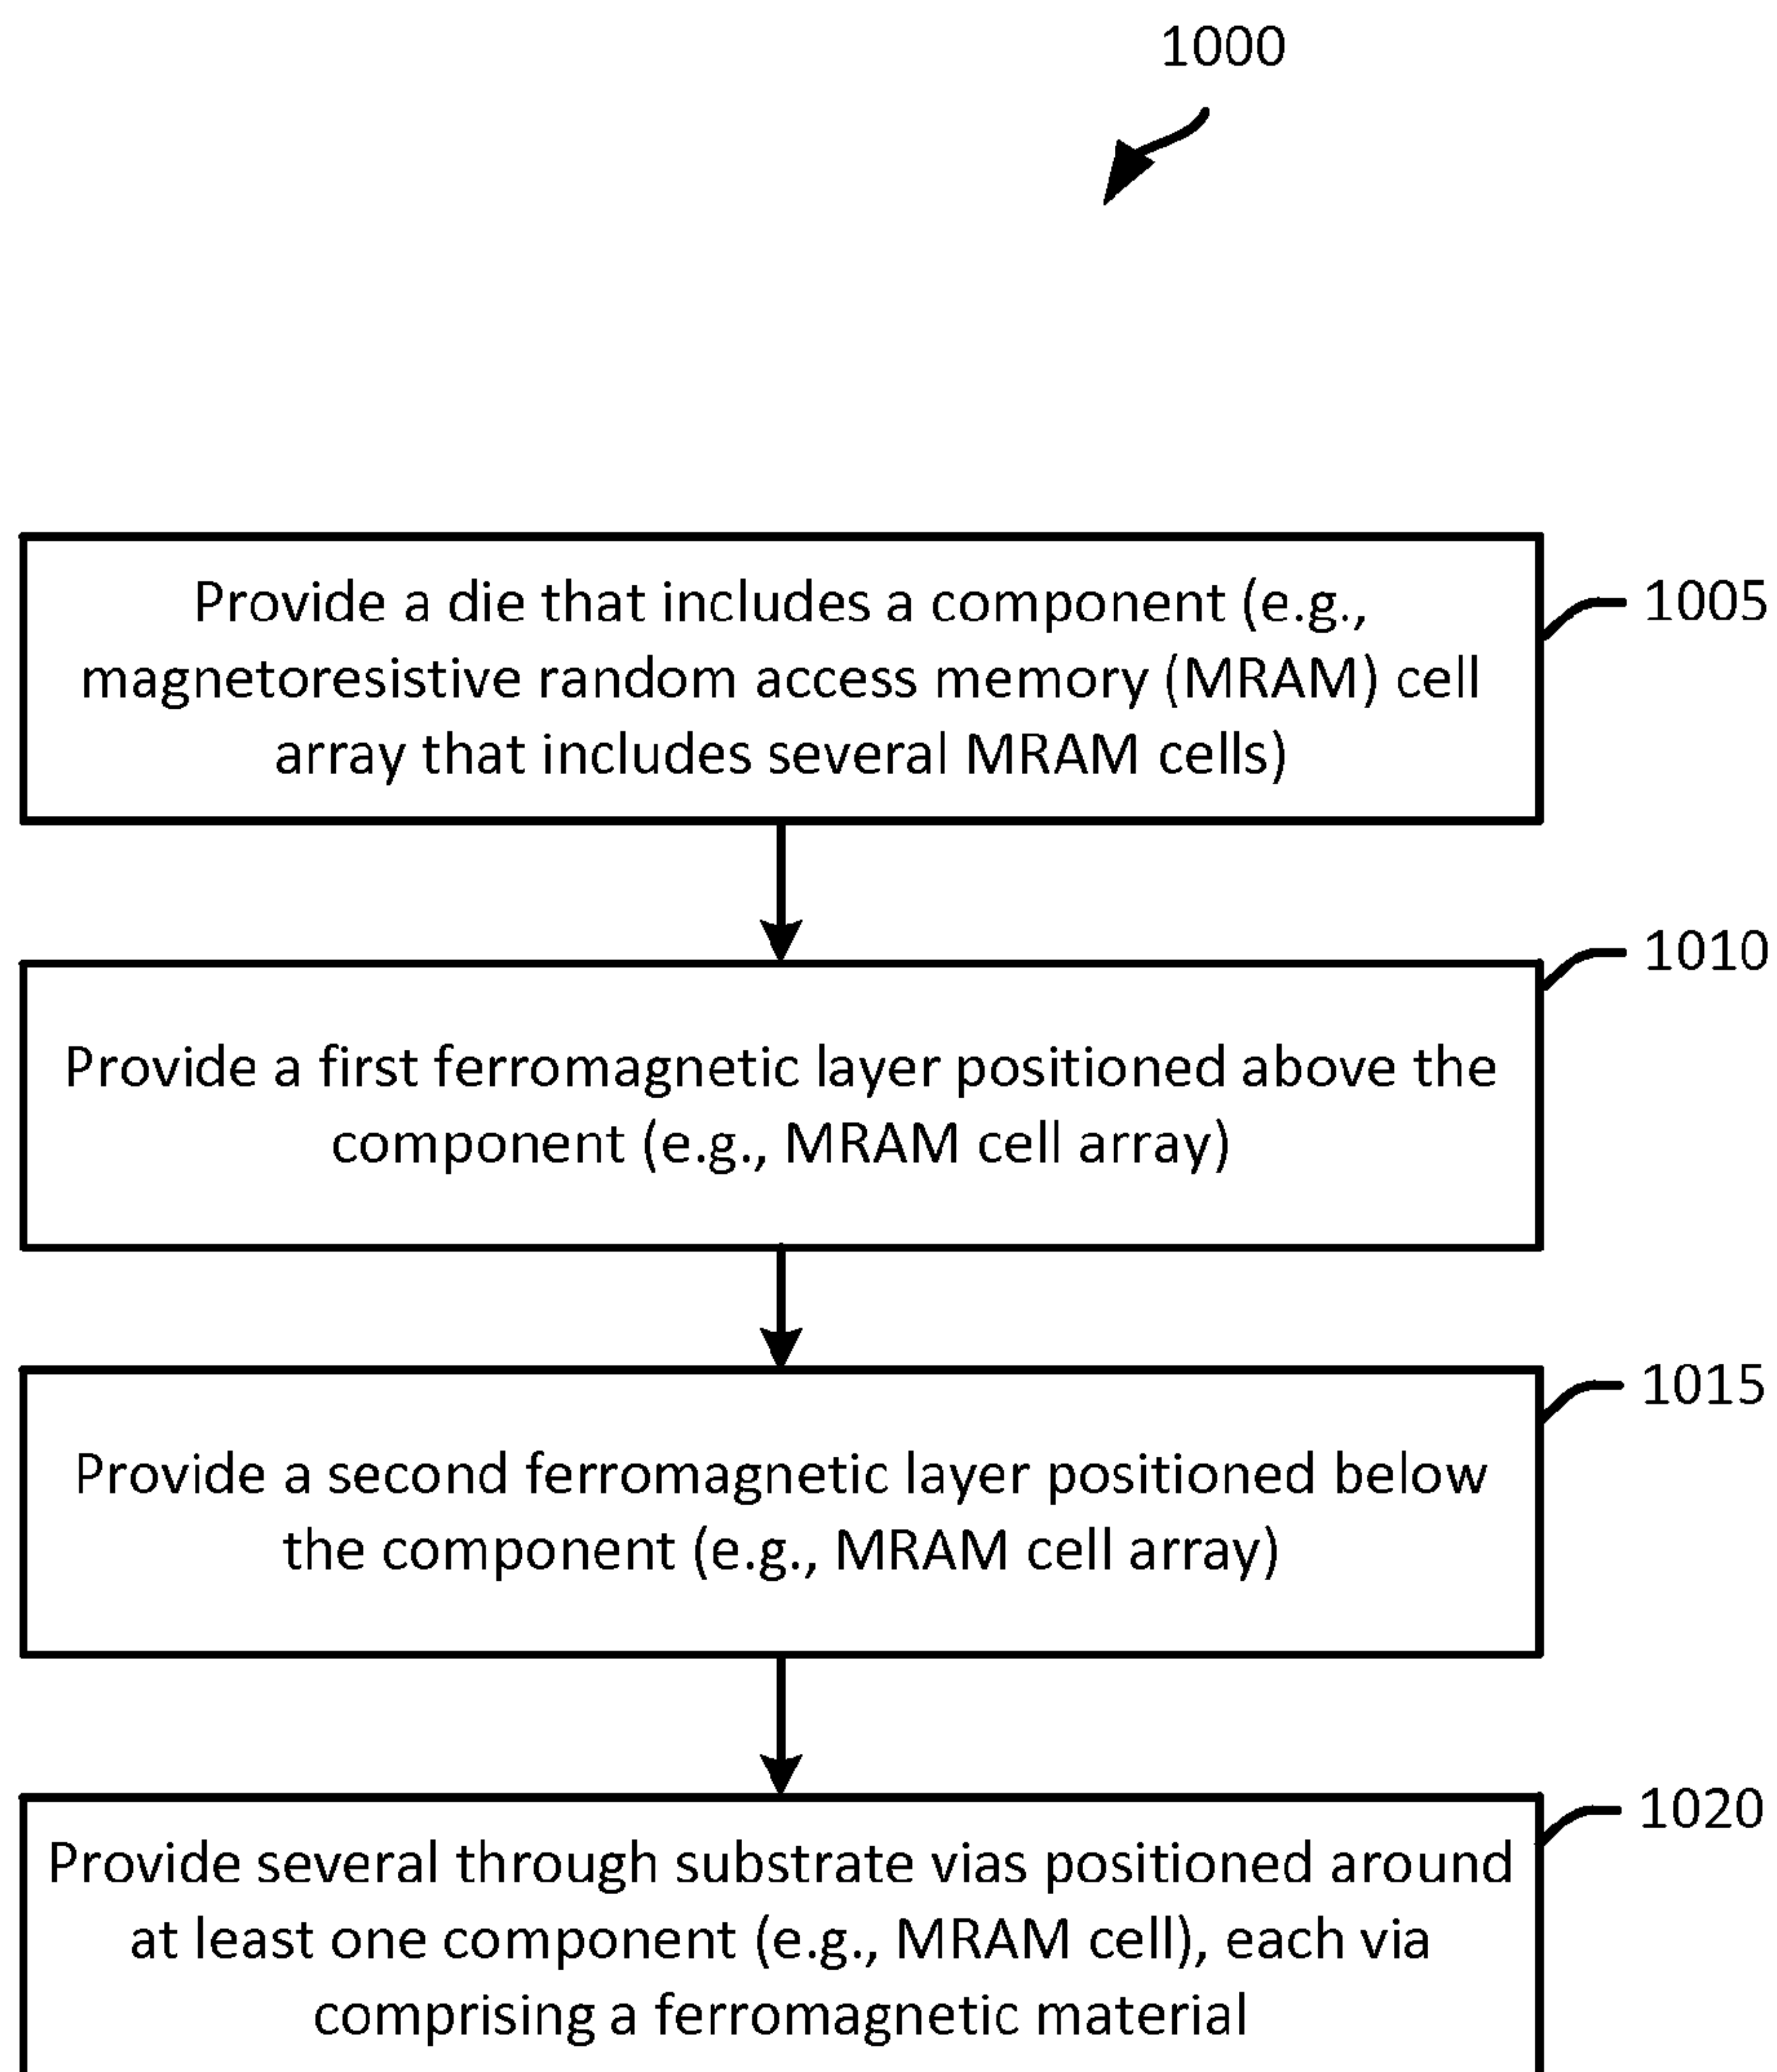 1000
Provide a die that includes a component (e.g.,
magnetoresistive random access memory (MRAM) cell
array that includes several MRAM cells)
1005
Provide a first ferromagnetic layer positioned above the
component (e.g., MRAM cell array)
1010
Provide a second ferromagnetic layer positioned below
the component (e.g., MRAM cell array)
1015
Provide several through substrate vias positioned around
at least one component (e.g., MRAM cell), each via
comprising a ferromagnetic material
1020